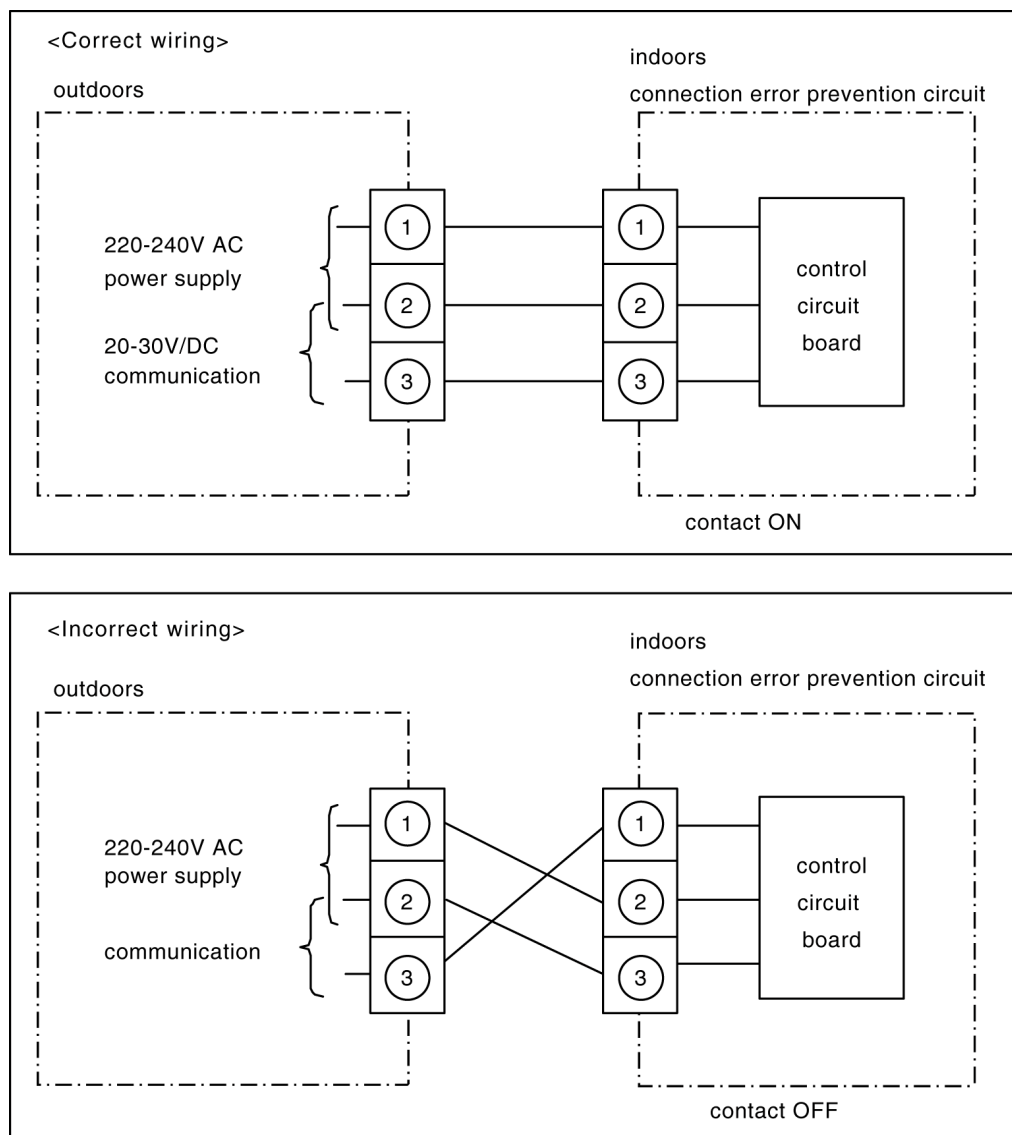 <Correct wiring>
outdoors
indoors
connection error prevention circuit
220-240V AC
power supply
20-30V/DC
communication
1
2
3
1
2
3
control
circuit
board
contact ON
<Incorrect wiring>
outdoors
indoors
connection error prevention circuit
220-240V AC
power supply
communication
1
2
3
1
2
3
control
circuit
board
contact OFF